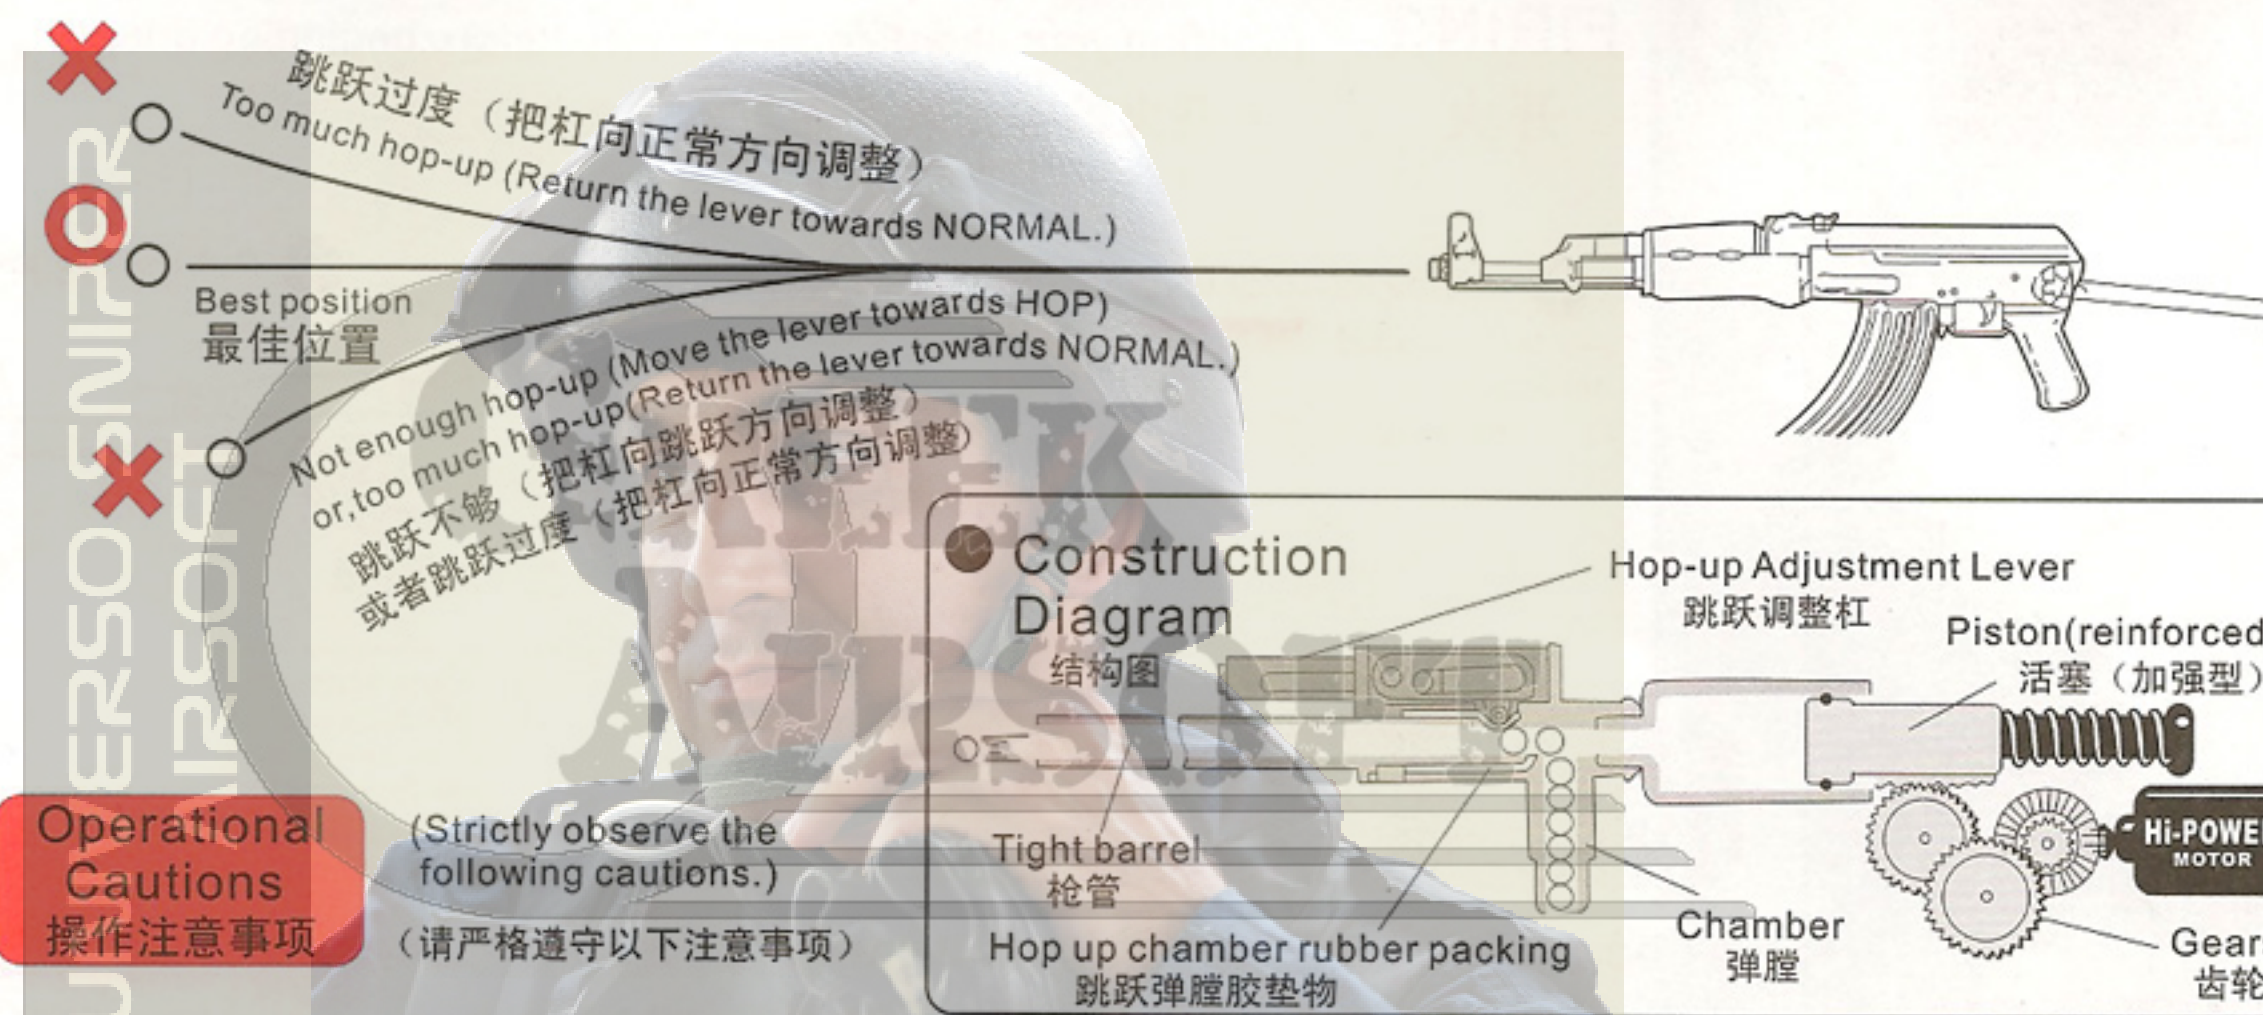 跳跃过度（把杠向正常方向调整）
Too much hop-up (Return the lever towards NORMAL.)
Best position
最佳位置
Not enough hop-up (Move the lever towards HOP)
or,too much hop-up(Return the lever towards NORMAL.)
跳跃不够（把杠向跳跃方向调整）
或者跳跃过度（把杠向正常方向调整）
UNIVERSO SNIPER
AIRSOFT
GREEK
AIRSOFT
Construction
Diagram
结构图
Hop-up Adjustment Lever
跳跃调整杠
Piston(reinforced
活塞（加强型）
Tight barrel
枪管
Hi-POWE
MOTOR
Chamber
弹膛
Gear
齿轮
Hop up chamber rubber packing
跳跃弹膛胶垫物
Operational
Cautions
操作注意事项
(Strictly observe the
following cautions.)
（请严格遵守以下注意事项）